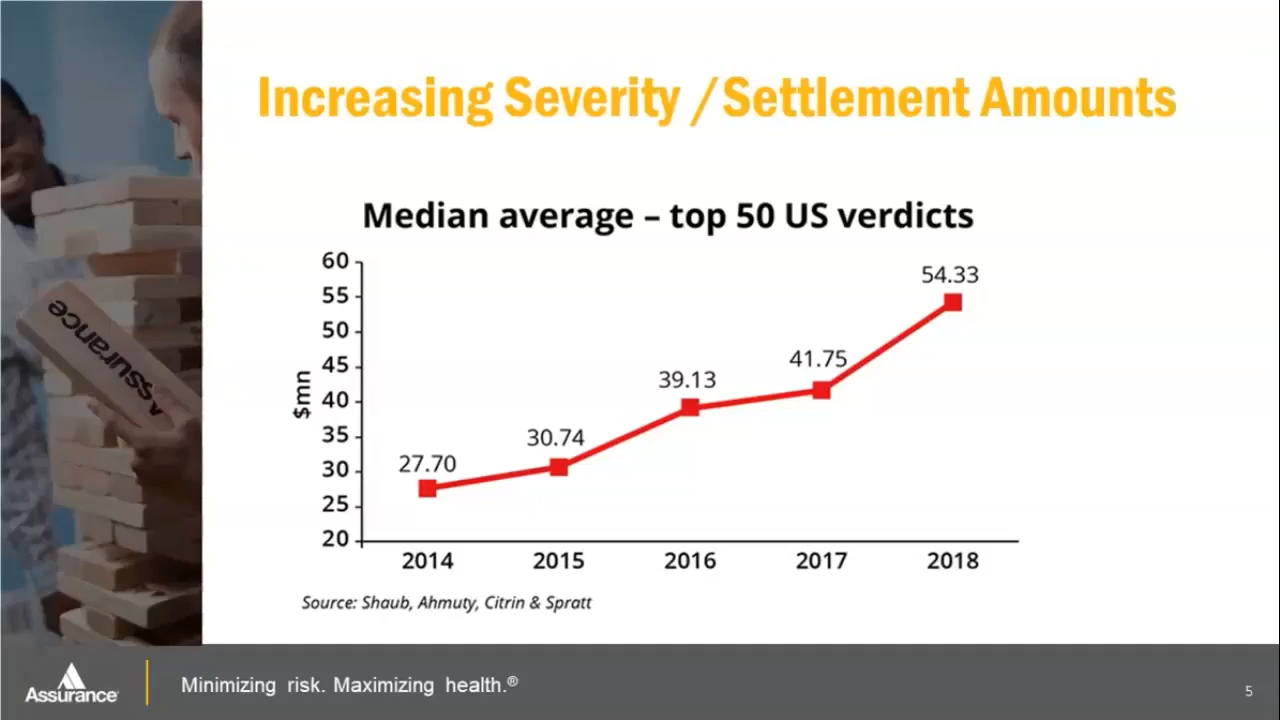 Increasing Severity / Settlement Amounts
Median average – top 50 US verdicts
60
55
50
45
40
35
30
25
20
$mn
27.70
30.74
39.13
41.75
54.33
2014 2015 2016 2017 2018
Source: Shaub, Ahmuty, Citrin & Spratt
Assurance
Assurance
Minimizing risk. Maximizing health.®
5